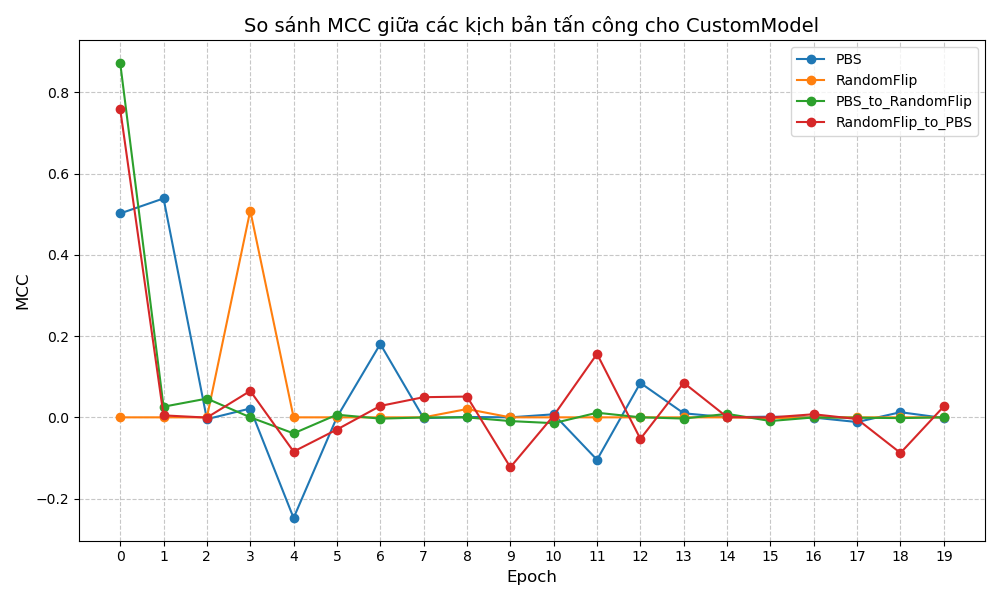 So sánh MCC giữa các kịch bản tấn công cho CustomModel
PBS
RandomFlip
PBS_to_RandomFlip
RandomFlip_to_PBS
MCC
0.8
0.6
0.4
0.2
0.0
−0.2
0 1 2 3 4 5 6 7 8 9 10 11 12 13 14 15 16 17 18 19
Epoch